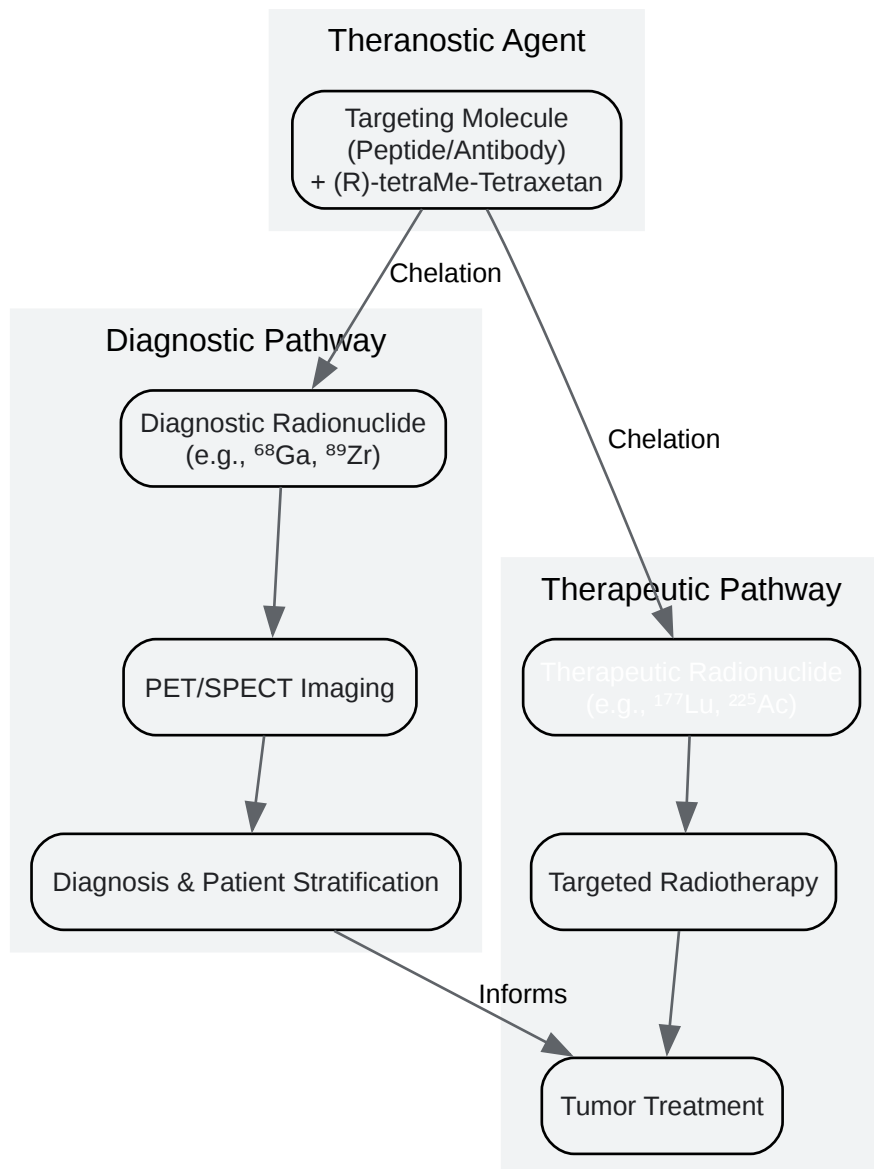 Theranostic Agent
Targeting Molecule
(Peptide/Antibody)
+ (R)-tetraMe-Tetraxetan
Chelation
Diagnostic Pathway
Diagnostic Radionuclide
(e.g., ⁶⁸Ga, ⁸⁹Zr)
Chelation
Therapeutic Pathway
PET/SPECT Imaging
Therapeutic Radionuclide
(e.g., ¹⁷⁷Lu, ²²⁵Ac)
Diagnosis & Patient Stratification
Targeted Radiotherapy
Informs
Tumor Treatment